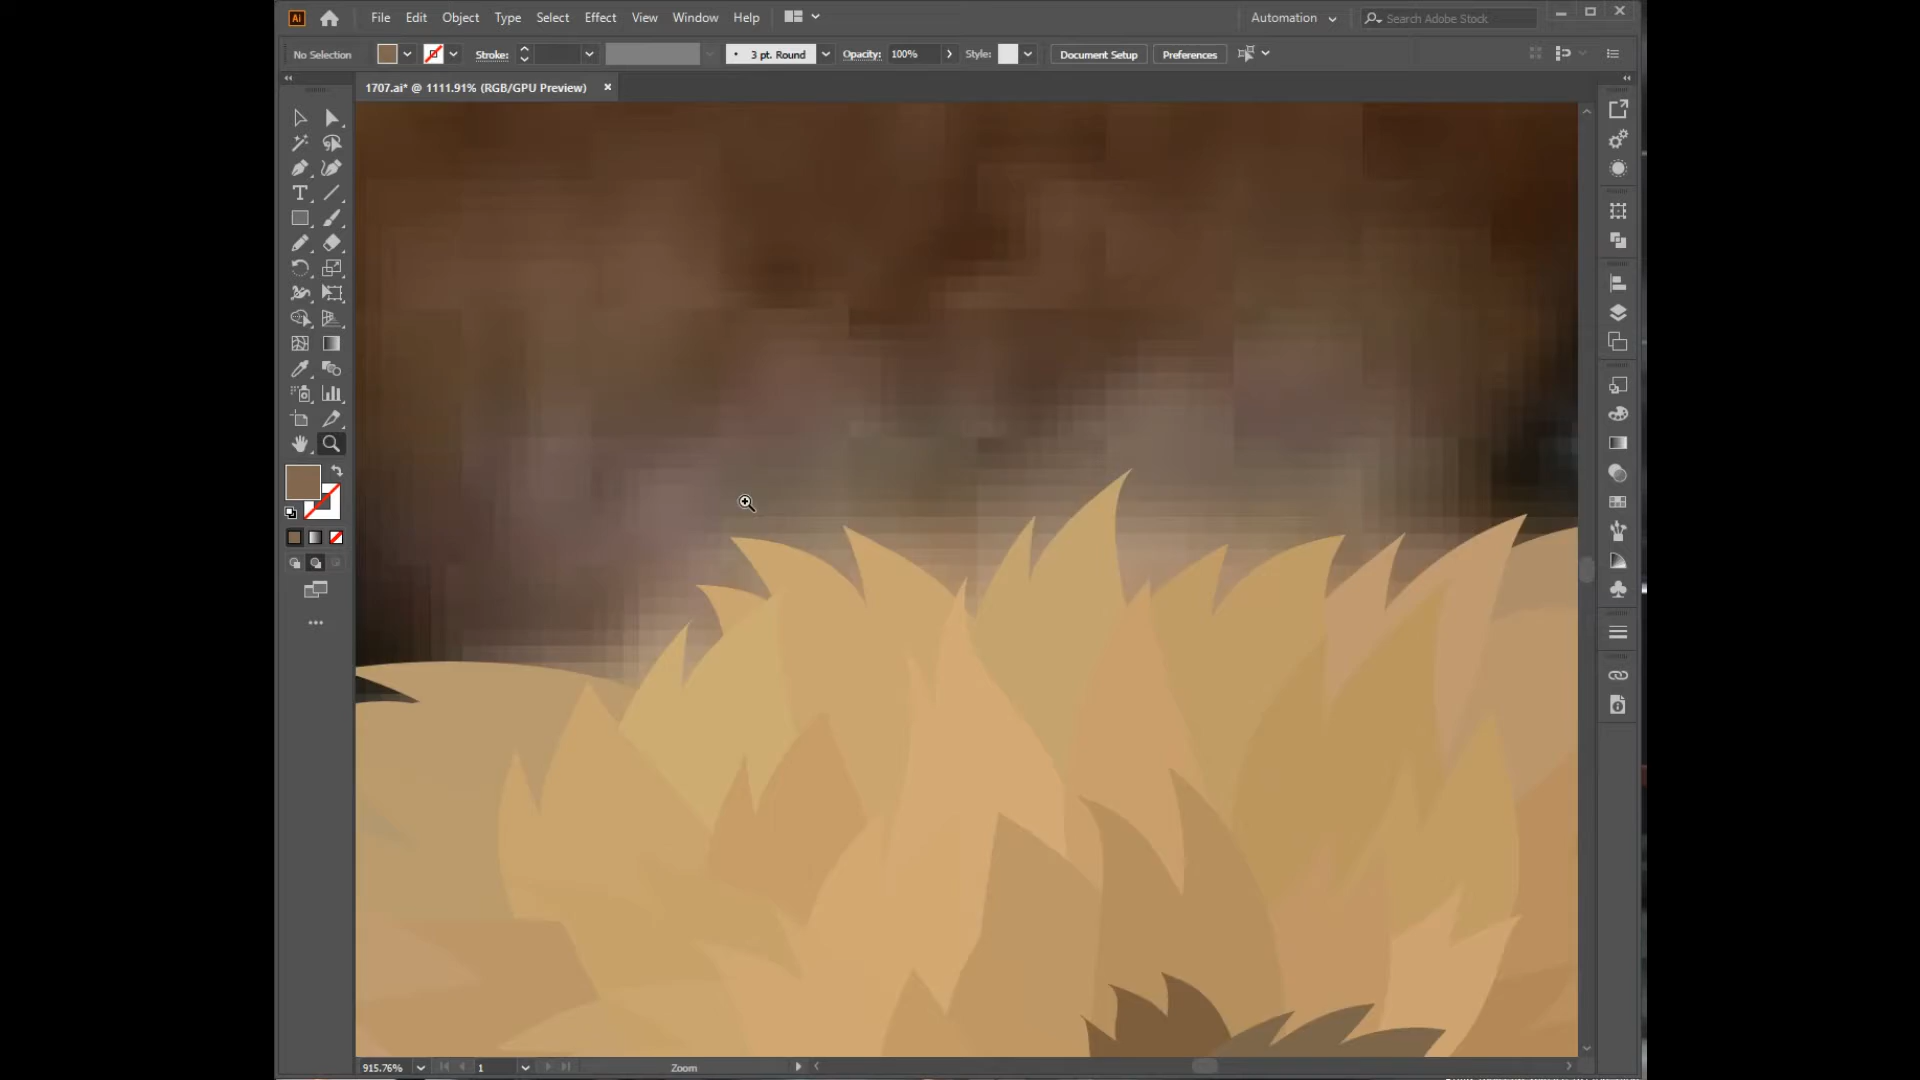 Ai File Edit Object Type Select Effect View Window Help Automation Search Adobe Stock
No Selection Stroke: 3 pt. Round Opacity: 100% Style: Document Setup Preferences
1707.ai* @ 1111.91% (RGB/GPU Preview)
915.76% 1 Zoom